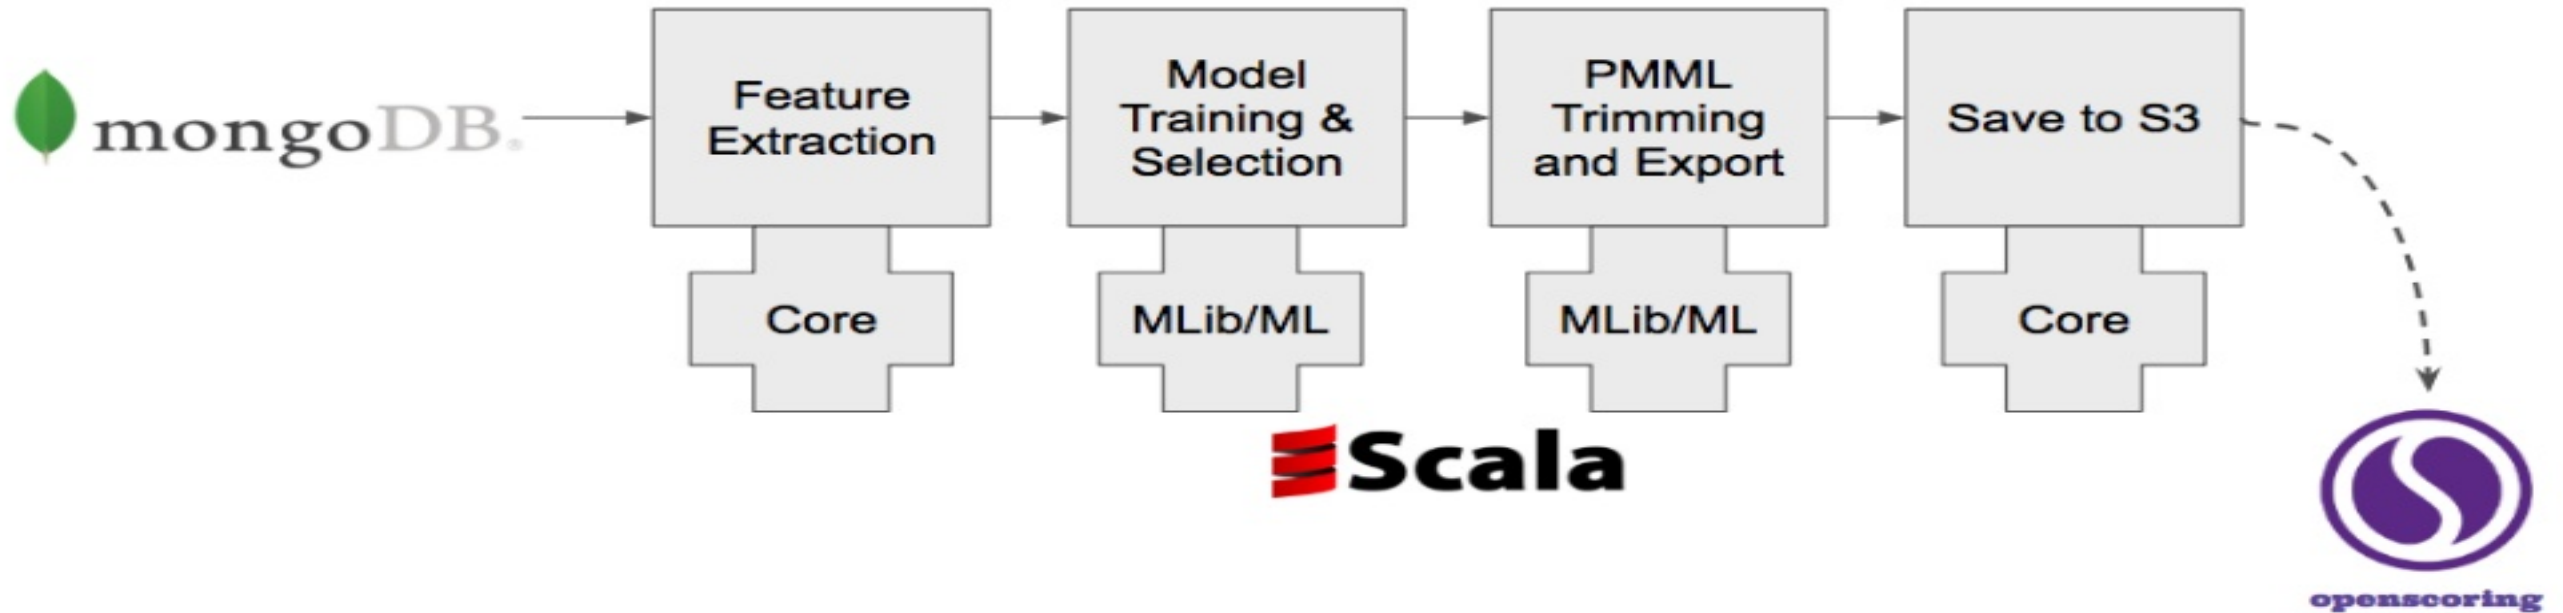 mongoDB®
Feature
Extraction
Model
Training &
Selection
PMML
Trimming
and Export
Save to S3
Core
MLib/ML
MLib/ML
Core
Scala
openscoring